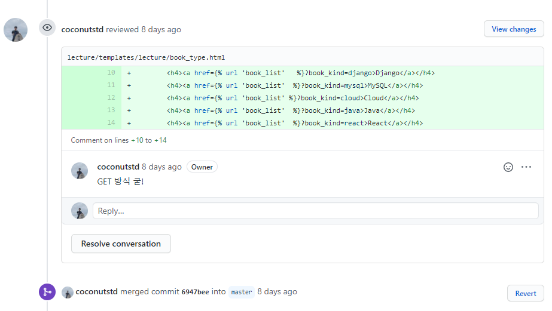 coconutstd reviewed 8 days ago
View changes
lecture/templates/lecture/book_type.html
10 + <h4><a href={% url 'book_list' %}?book_kind=django>Django</a></h4>
11 + <h4><a href={% url 'book_list' %}?book_kind=mysql>MySQL</a></h4>
12 + <h4><a href={% url 'book_list' %}?book_kind=cloud>Cloud</a></h4>
13 + <h4><a href={% url 'book_list' %}?book_kind=java>Java</a></h4>
14 + <h4><a href={% url 'book_list' %}?book_kind=react>React</a></h4>
Comment on lines +10 to +14
coconutstd 8 days ago Owner
GET 방식 굳!
Reply...
Resolve conversation
coconutstd merged commit 6947bee into master 8 days ago
Revert